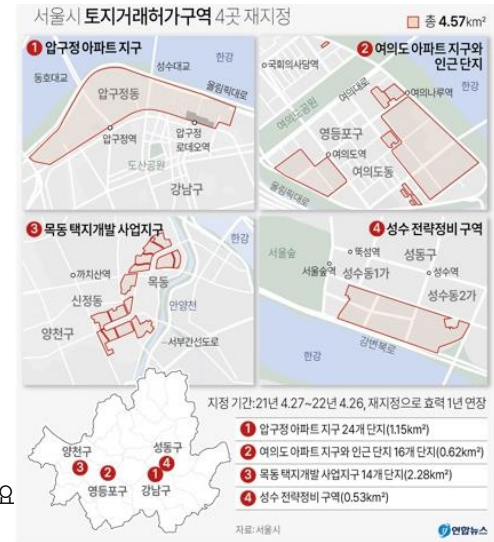 서울시 토지거래허가구역 4곳 재지정
총 4.57km²
1 압구정 아파트 지구
한강
동호대교
성수대교
올림픽대로
압구정동
압구정역
압구정
로데오역
도산공원
강남구
2 여의도 아파트 지구와
인근 단지
국회의사당역
여의나루역
한강
여의대로
여의도공원
영등포구
여의도역
여의도동
올림픽대로
3 목동 택지개발 사업지구
한강
까치산역
목동
신정동
안양천
양천구
서부간선도로
4 성수 전략정비 구역
서울숲
뚝섬역
성동구
서울숲역
성수동1가
성수역
성수동2가
한강
강변북로
지정 기간:21년 4.27~22년 4.26, 재지정으로 효력 1년 연장
1 압구정 아파트 지구 24개 단지(1.15km²)
2 여의도 아파트 지구와 인근 단지 16개 단지(0.62km²)
3 목동 택지개발 사업지구 14개 단지(2.28km²)
4 성수 전략정비 구역(0.53km²)
양천구
3
2
영등포구
성동구
4
1
강남구
요
자료: 서울시
연합뉴스